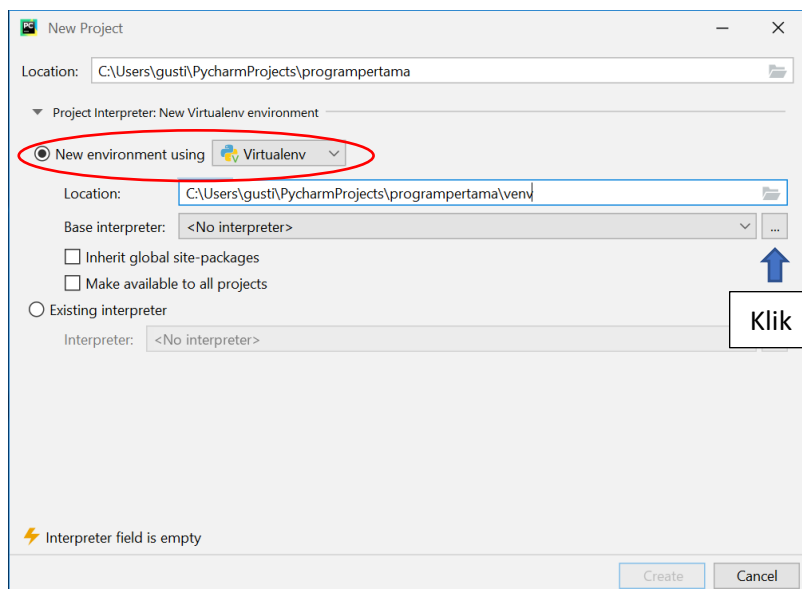 PC
New Project
Location: C:\Users\gusti\PycharmProjects\programpertama
Project Interpreter: New Virtualenv environment
New environment using Virtualenv
Location: C:\Users\gusti\PycharmProjects\programpertama\venv
Base interpreter: <No interpreter> ...
Inherit global site-packages
Make available to all projects
Existing interpreter
Klik
Interpreter: <No interpreter>
Interpreter field is empty
Create Cancel